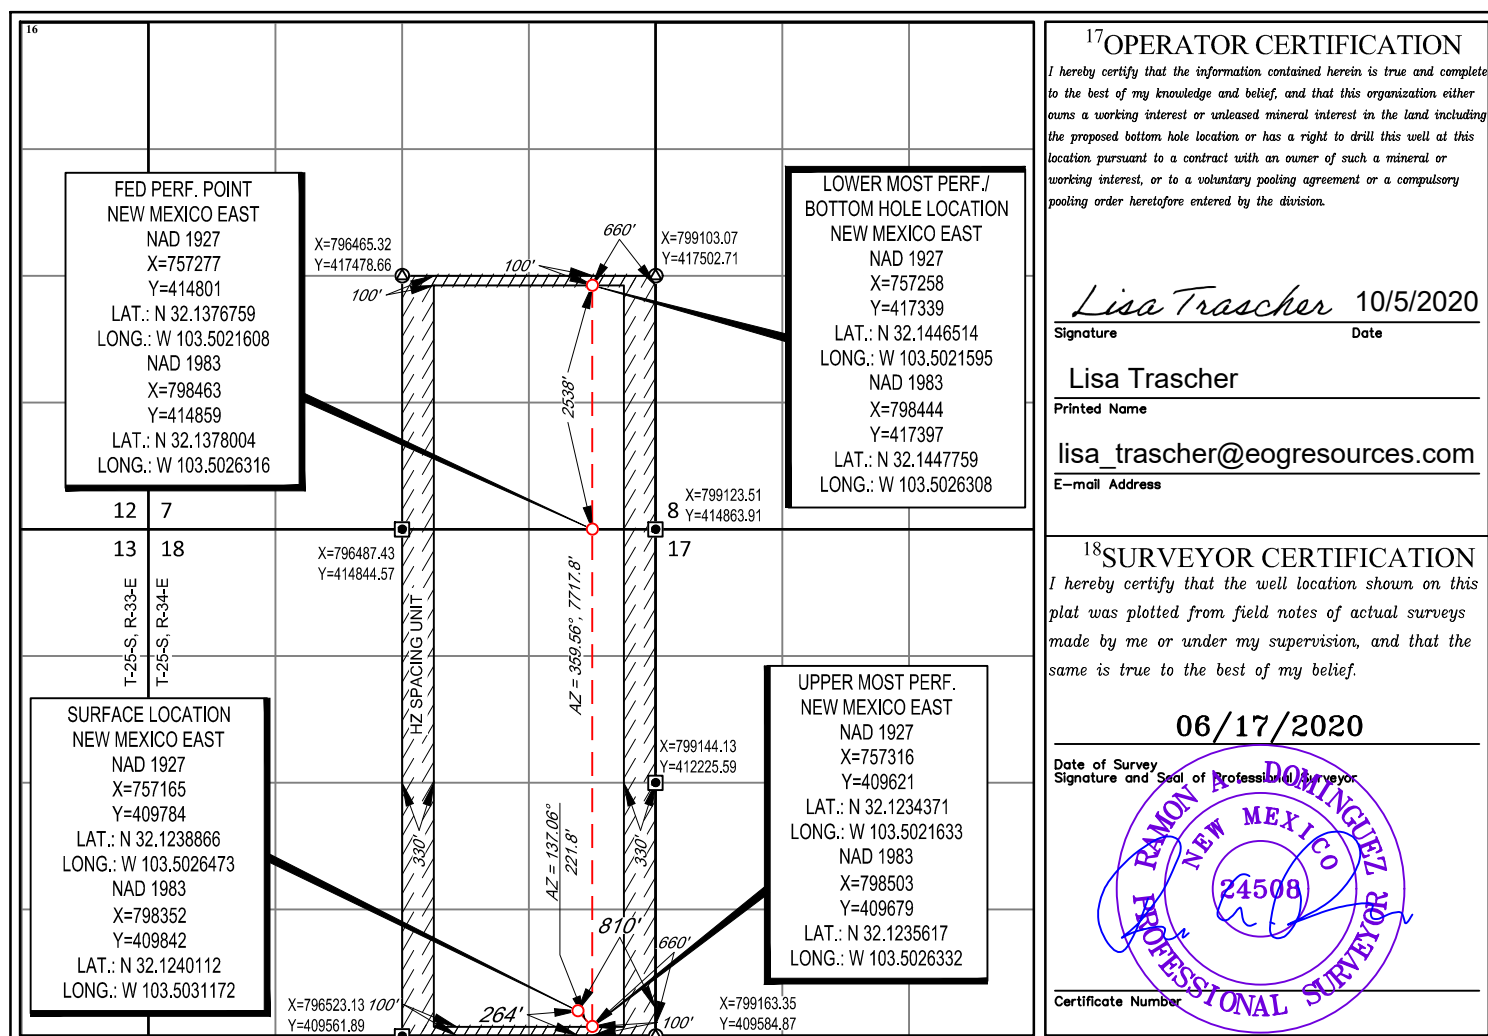 16
FED PERF. POINT
NEW MEXICO EAST
NAD 1927
X=757277
Y=414801
LAT.: N 32.1376759
LONG.: W 103.5021608
NAD 1983
X=798463
Y=414859
LAT.: N 32.1378004
LONG.: W 103.5026316
X=796465.32
Y=417478.66
100'
100'
660'
X=799103.07
Y=417502.71
LOWER MOST PERF./
BOTTOM HOLE LOCATION
NEW MEXICO EAST
NAD 1927
X=757258
Y=417339
LAT.: N 32.1446514
LONG.: W 103.5021595
NAD 1983
X=798444
Y=417397
LAT.: N 32.1447759
LONG.: W 103.5026308
2538'
12 7
13 18
8
17
X=799123.51
Y=414863.91
X=796487.43
Y=414844.57
T-25-S, R-33-E
T-25-S, R-34-E
HZ SPACING UNIT
AZ = 359.56°, 7717.8'
SURFACE LOCATION
NEW MEXICO EAST
NAD 1927
X=757165
Y=409784
LAT.: N 32.1238866
LONG.: W 103.5026473
NAD 1983
X=798352
Y=409842
LAT.: N 32.1240112
LONG.: W 103.5031172
X=799144.13
Y=412225.59
UPPER MOST PERF.
NEW MEXICO EAST
NAD 1927
X=757316
Y=409621
LAT.: N 32.1234371
LONG.: W 103.5021633
NAD 1983
X=798503
Y=409679
LAT.: N 32.1235617
LONG.: W 103.5026332
330'
330'
AZ = 137.06°
221.8'
810'
660'
X=796523.13
Y=409561.89
100'
264'
100'
X=799163.35
Y=409584.87
17OPERATOR CERTIFICATION
I hereby certify that the information contained herein is true and complete
to the best of my knowledge and belief, and that this organization either
owns a working interest or unleased mineral interest in the land including
the proposed bottom hole location or has a right to drill this well at this
location pursuant to a contract with an owner of such a mineral or
working interest, or to a voluntary pooling agreement or a compulsory
pooling order heretofore entered by the division.
Lisa Trascher 10/5/2020
Signature Date
Lisa Trascher
Printed Name
lisa_trascher@eogresources.com
E-mail Address
18SURVEYOR CERTIFICATION
I hereby certify that the well location shown on this
plat was plotted from field notes of actual surveys
made by me or under my supervision, and that the
same is true to the best of my belief.
06/17/2020
Date of Survey
Signature and Seal of Professional Surveyor
RAMON A. DOMINGUEZ
NEW MEXICO
24508
PROFESSIONAL SURVEYOR
Certificate Number